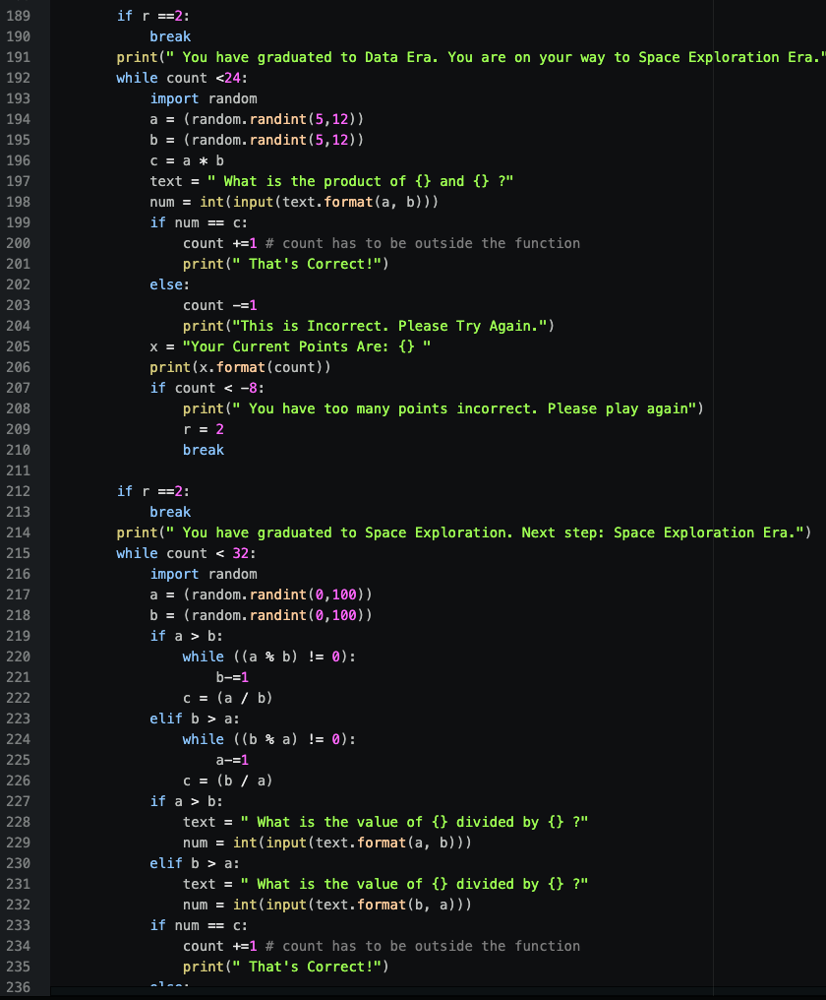 189 if r ==2:
190 break
191 print(" You have graduated to Data Era. You are on your way to Space Exploration Era."
192 while count <24:
193 import random
194 a = (random.randint(5,12))
195 b = (random.randint(5,12))
196 c = a * b
197 text = " What is the product of {} and {} ?"
198 num = int(input(text.format(a, b)))
199 if num == c:
200 count +=1 # count has to be outside the function
201 print(" That's Correct!")
202 else:
203 count -=1
204 print("This is Incorrect. Please Try Again.")
205 x = "Your Current Points Are: {} "
206 print(x.format(count))
207 if count < -8:
208 print(" You have too many points incorrect. Please play again")
209 r = 2
210 break
211
212 if r ==2:
213 break
214 print(" You have graduated to Space Exploration. Next step: Space Exploration Era.")
215 while count < 32:
216 import random
217 a = (random.randint(0,100))
218 b = (random.randint(0,100))
219 if a > b:
220 while ((a % b) != 0):
221 b-=1
222 c = (a / b)
223 elif b > a:
224 while ((b % a) != 0):
225 a-=1
226 c = (b / a)
227 if a > b:
228 text = " What is the value of {} divided by {} ?"
229 num = int(input(text.format(a, b)))
230 elif b > a:
231 text = " What is the value of {} divided by {} ?"
232 num = int(input(text.format(b, a)))
233 if num == c:
234 count +=1 # count has to be outside the function
235 print(" That's Correct!")
236 else: